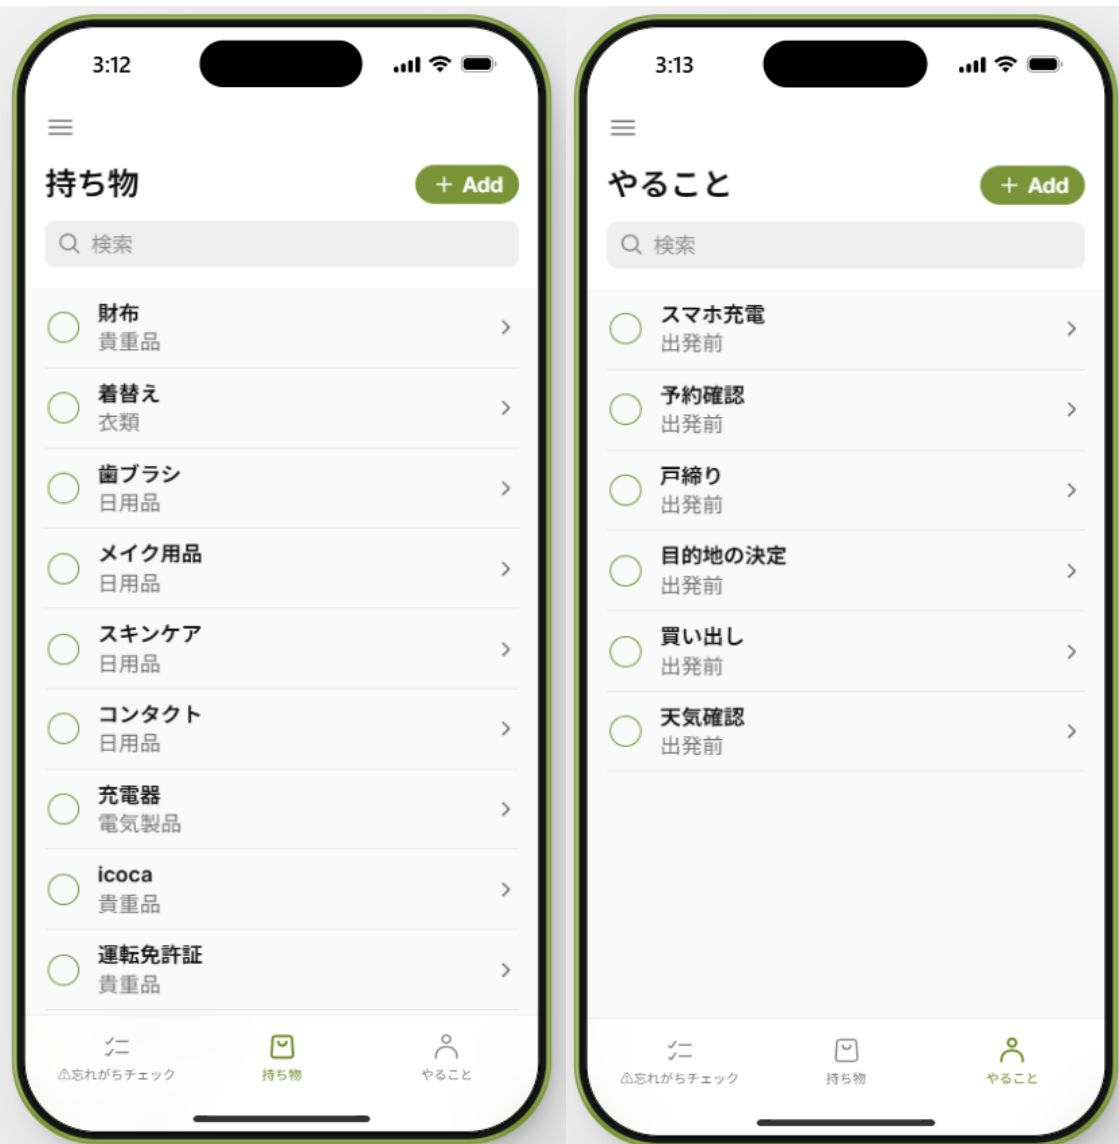 3:12
持ち物
+ Add
検索
財布
貴重品
着替え
衣類
歯ブラシ
日用品
メイク用品
日用品
スキンケア
日用品
コンタクト
日用品
充電器
電気製品
icoca
貴重品
運転免許証
貴重品
⚠忘れがちチェック
持ち物
やること
3:13
やること
+ Add
検索
スマホ充電
出発前
予約確認
出発前
戸締り
出発前
目的地の決定
出発前
買い出し
出発前
天気確認
出発前
⚠忘れがちチェック
持ち物
やること